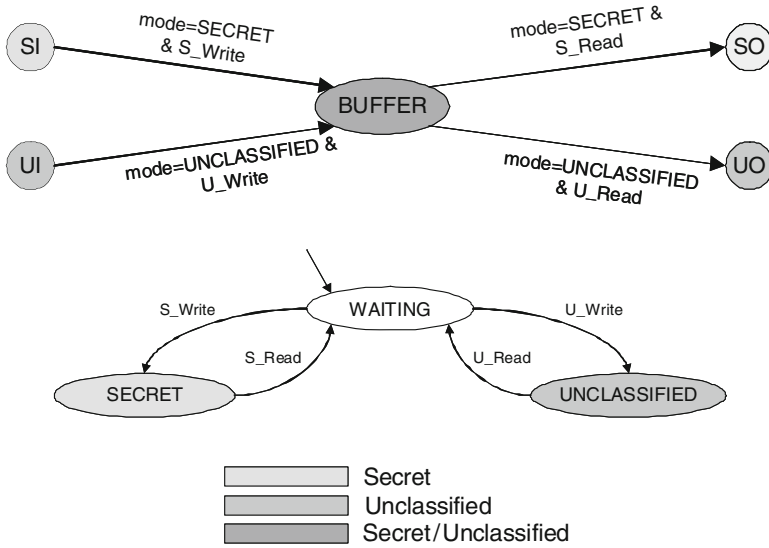 SI
mode=SECRET
& S_Write
mode=SECRET &
S_Read
SO
BUFFER
UI
mode=UNCLASSIFIED &
U_Write
mode=UNCLASSIFIED
& U_Read
UO
S_Write
WAITING
U_Write
S_Read
U_Read
SECRET
UNCLASSIFIED
Secret
Unclassified
Secret/Unclassified